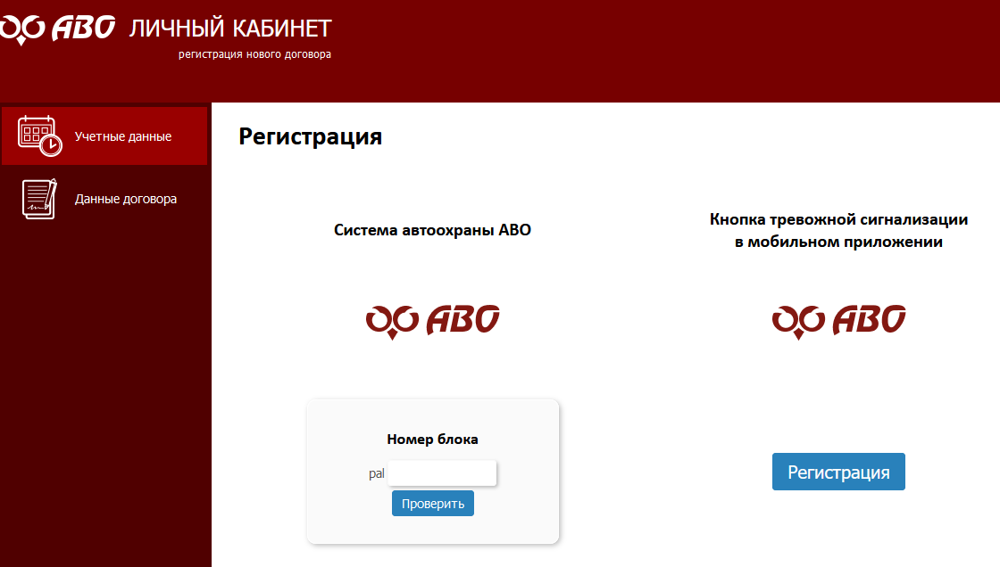 АВО ЛИЧНЫЙ КАБИНЕТ
регистрация нового договора
Учетные данные
Данные договора
Регистрация
Система автоохраны АВО
АВО
Номер блока
pal
Проверить
Кнопка тревожной сигнализации
в мобильном приложении
АВО
Регистрация